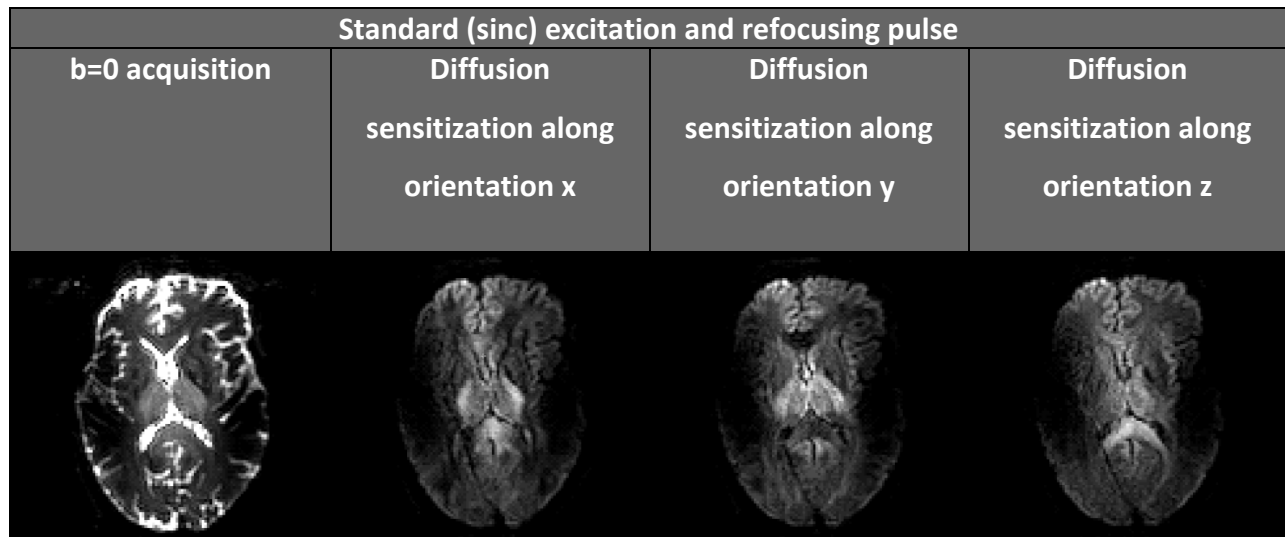 Standard (sinc) excitation and refocusing pulse
b=0 acquisition
Diffusion
sensitization along
orientation x
Diffusion
sensitization along
orientation y
Diffusion
sensitization along
orientation z